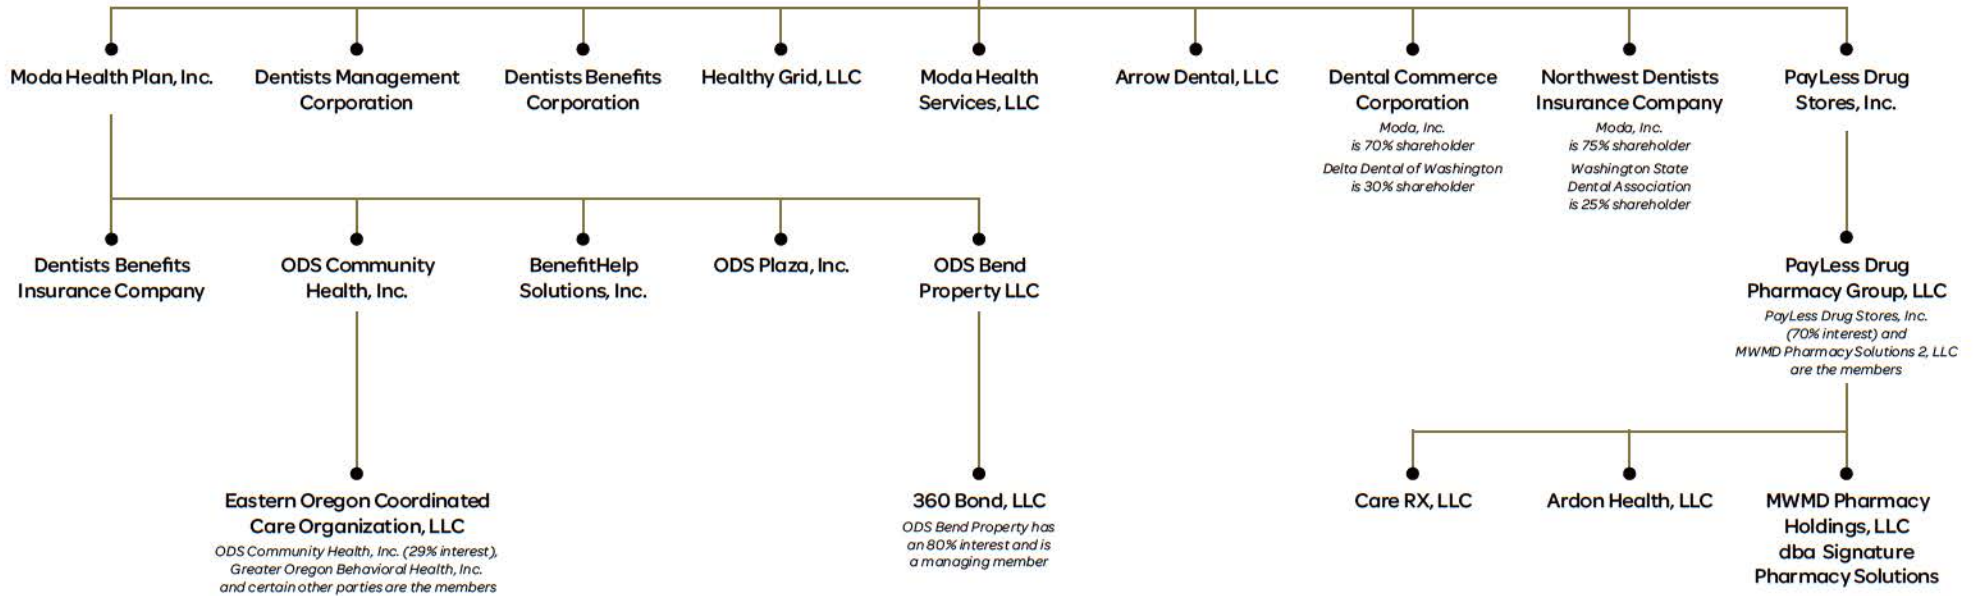 Moda Health Plan, Inc.
Dentists Management
Corporation
Dentists Benefits
Corporation
Healthy Grid, LLC
Moda Health
Services, LLC
Arrow Dental, LLC
Dental Commerce
Corporation
Moda, Inc.
is 70% shareholder
Delta Dental of Washington
is 30% shareholder
Northwest Dentists
Insurance Company
Moda, Inc.
is 75% shareholder
Washington State
Dental Association
is 25% shareholder
PayLess Drug
Stores, Inc.
Dentists Benefits
Insurance Company
ODS Community
Health, Inc.
BenefitHelp
Solutions, Inc.
ODS Plaza, Inc.
ODS Bend
Property LLC
PayLess Drug
Pharmacy Group, LLC
PayLess Drug Stores, Inc.
(70% interest) and
MWMD Pharmacy Solutions 2, LLC
are the members
Eastern Oregon Coordinated
Care Organization, LLC
ODS Community Health, Inc. (29% interest),
Greater Oregon Behavioral Health, Inc.
and certain other parties are the members
360 Bond, LLC
ODS Bend Property has
an 80% interest and is
a managing member
Care RX, LLC
Ardon Health, LLC
MWMD Pharmacy
Holdings, LLC
dba Signature
Pharmacy Solutions